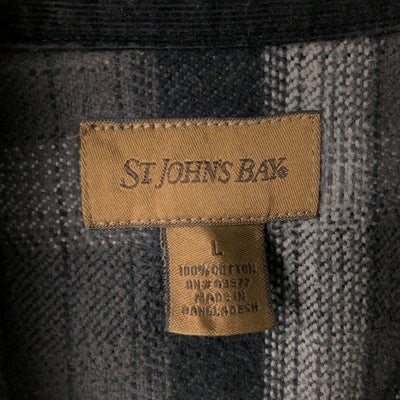 ST JOHN'S BAY®
L
100% COTTON
RN# 93677
MADE IN
BANGLADESH